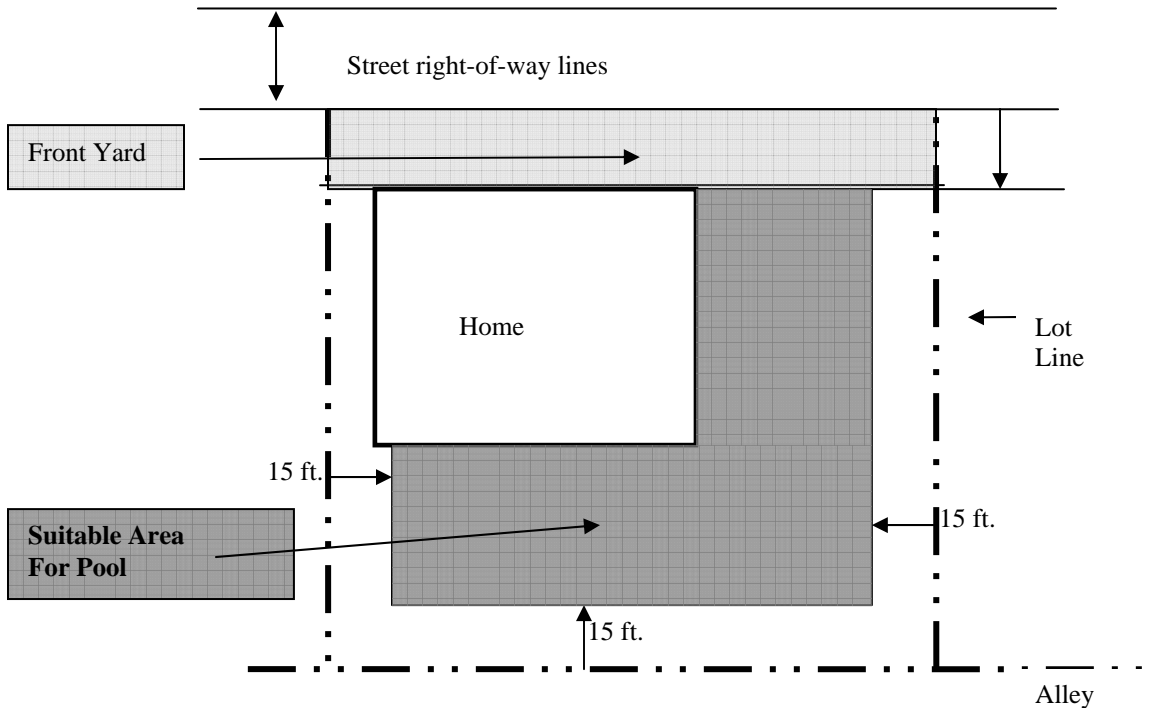 Street right-of-way lines
Front Yard
Home
Lot
Line
15 ft.
Suitable Area
For Pool
15 ft.
15 ft.
Alley